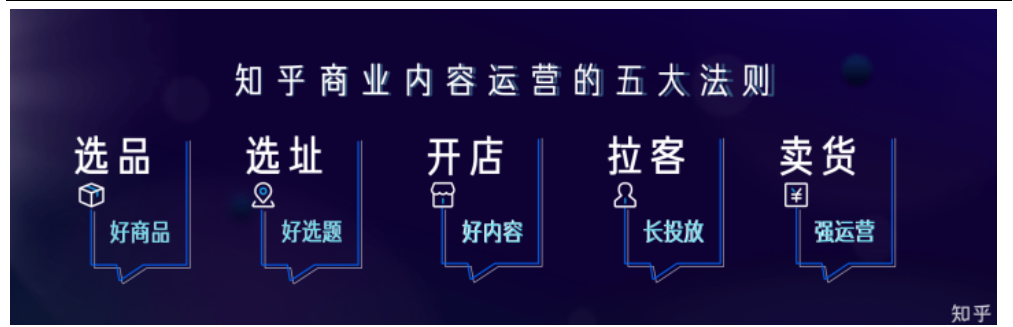 知乎商业内容运营的五大法则
选品 选址 开店 拉客 卖货
好商品 好选题 好内容 长投放 强运营
知乎